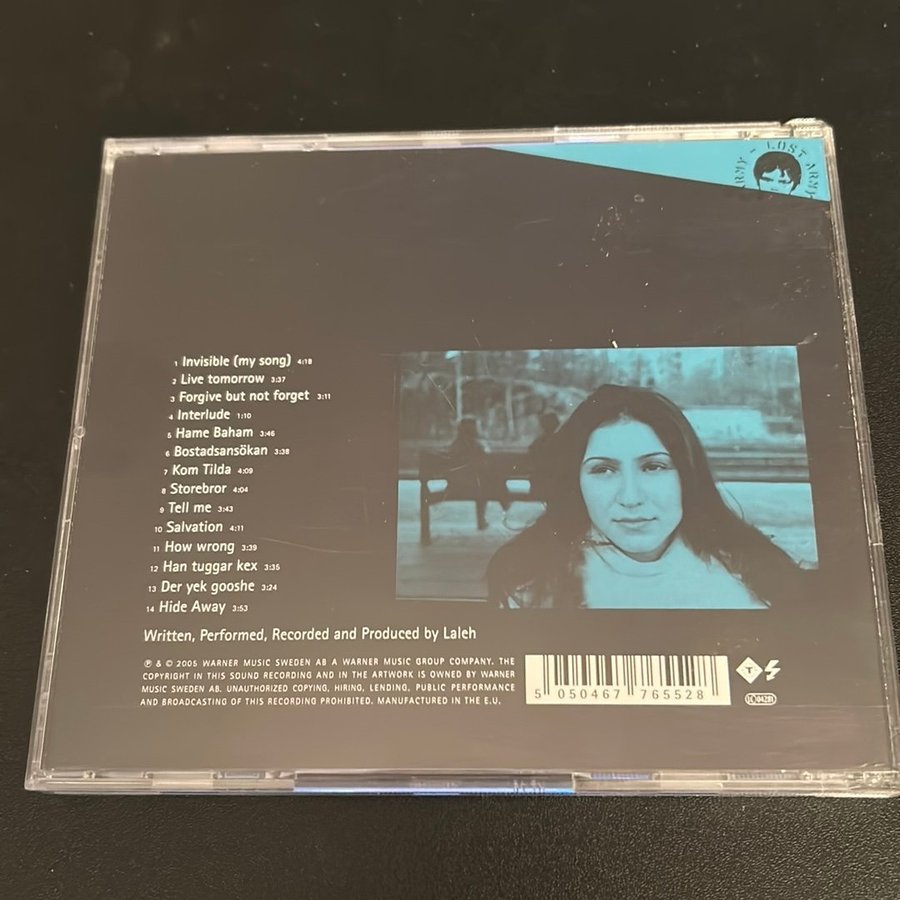 ARMY - LOST ARMY
1 Invisible (my song) 4:18
2 Live tomorrow 3:37
3 Forgive but not forget 3:11
4 Interlude 1:10
5 Hame Baham 3:46
6 Bostadsansökan 3:38
7 Kom Tilda 4:09
8 Storebror 4:04
9 Tell me 3:43
10 Salvation 4:11
11 How wrong 3:39
12 Han tuggar kex 3:35
13 Der yek gooshe 3:24
14 Hide Away 3:53
Written, Performed, Recorded and Produced by Laleh
℗ & © 2005 WARNER MUSIC SWEDEN AB A WARNER MUSIC GROUP COMPANY. THE
COPYRIGHT IN THIS SOUND RECORDING AND IN THE ARTWORK IS OWNED BY WARNER
MUSIC SWEDEN AB. UNAUTHORIZED COPYING, HIRING, LENDING, PUBLIC PERFORMANCE
AND BROADCASTING OF THIS RECORDING PROHIBITED. MANUFACTURED IN THE E.U.
5 050467 765528
T